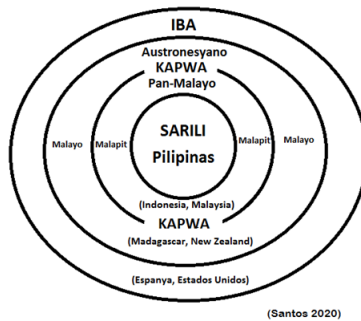 IBA
Austronesyano
KAPWA
Pan-Malayo
SARILI
Pilipinas
Malayo
Malapit
Malapit
Malayo
(Indonesia, Malaysia)
KAPWA
(Madagascar, New Zealand)
(Espanya, Estados Unidos)
(Santos 2020)